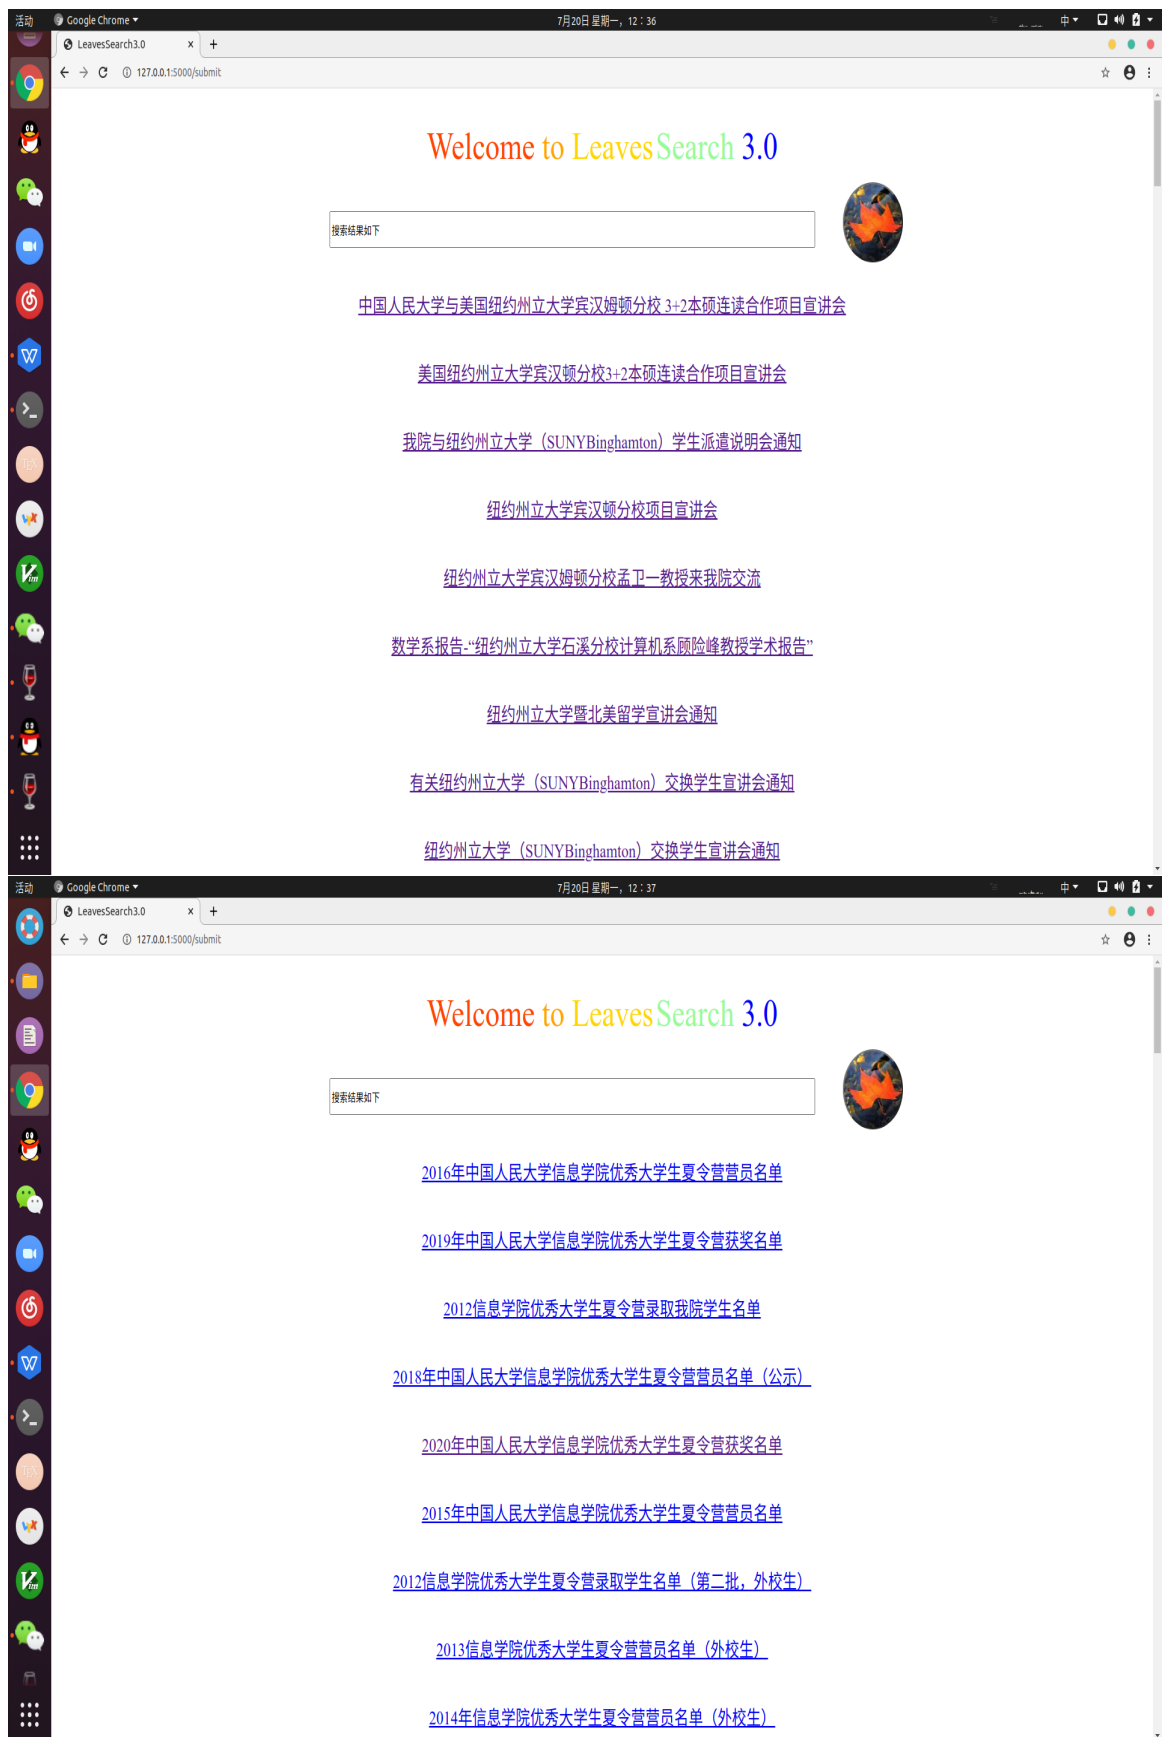 活动 Google Chrome 7月20日 星期一，12：36 中
LeavesSearch3.0 × +
127.0.0.1:5000/submit
Welcome to LeavesSearch 3.0
搜索结果如下
中国人民大学与美国纽约州立大学宾汉姆顿分校 3+2本硕连读合作项目宣讲会
美国纽约州立大学宾汉顿分校3+2本硕连读合作项目宣讲会
我院与纽约州立大学（SUNYBinghamton）学生派遣说明会通知
纽约州立大学宾汉顿分校项目宣讲会
纽约州立大学宾汉姆顿分校孟卫一教授来我院交流
数学系报告-“纽约州立大学石溪分校计算机系顾险峰教授学术报告”
纽约州立大学暨北美留学宣讲会通知
有关纽约州立大学（SUNYBinghamton）交换学生宣讲会通知
纽约州立大学（SUNYBinghamton）交换学生宣讲会通知
活动 Google Chrome 7月20日 星期一，12：37 中
LeavesSearch3.0 × +
127.0.0.1:5000/submit
Welcome to LeavesSearch 3.0
搜索结果如下
2016年中国人民大学信息学院优秀大学生夏令营营员名单
2019年中国人民大学信息学院优秀大学生夏令营获奖名单
2012信息学院优秀大学生夏令营录取我院学生名单
2018年中国人民大学信息学院优秀大学生夏令营营员名单（公示）
2020年中国人民大学信息学院优秀大学生夏令营获奖名单
2015年中国人民大学信息学院优秀大学生夏令营营员名单
2012信息学院优秀大学生夏令营录取学生名单（第二批，外校生）
2013信息学院优秀大学生夏令营营员名单（外校生）
2014年信息学院优秀大学生夏令营营员名单（外校生）